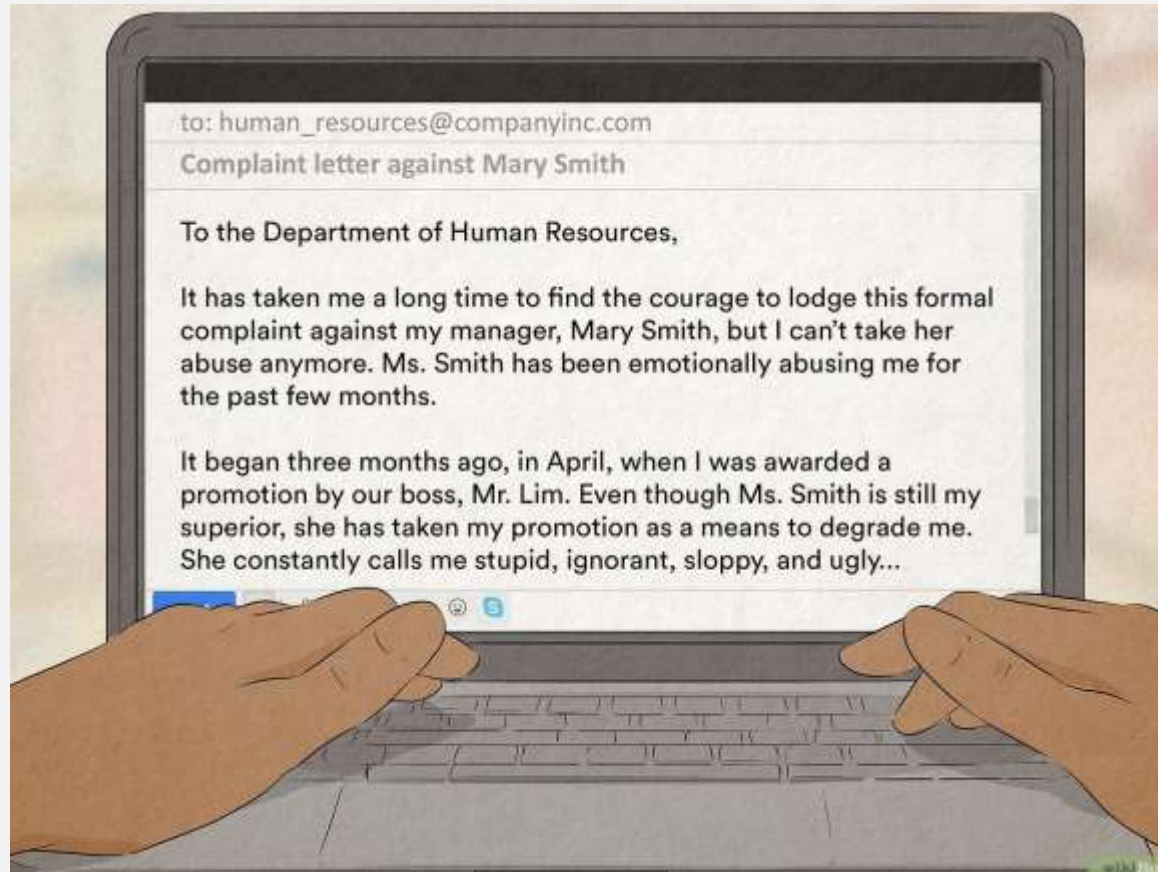 to: human_resources@companyinc.com
Complaint letter against Mary Smith
To the Department of Human Resources,
It has taken me a long time to find the courage to lodge this formal
complaint against my manager, Mary Smith, but I can't take her
abuse anymore. Ms. Smith has been emotionally abusing me for
the past few months.
It began three months ago, in April, when I was awarded a
promotion by our boss, Mr. Lim. Even though Ms. Smith is still my
superior, she has taken my promotion as a means to degrade me.
She constantly calls me stupid, ignorant, sloppy, and ugly...
S